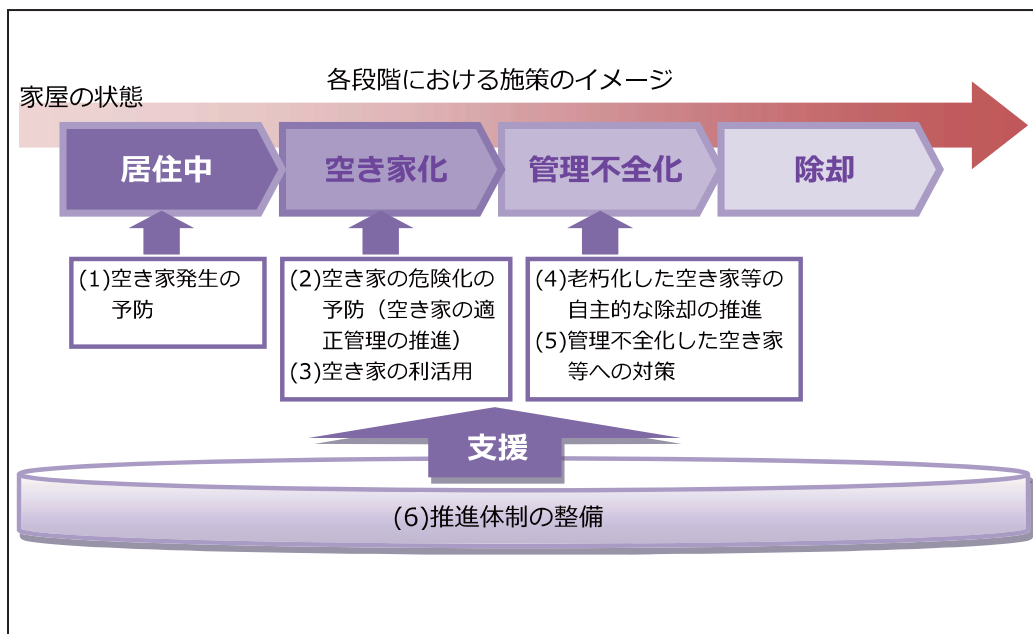 各段階における施策のイメージ
家屋の状態
居住中
空き家化
管理不全化
除却
(1)空き家発生の
予防
(2)空き家の危険化の
予防（空き家の適
正管理の推進）
(3)空き家の利活用
(4)老朽化した空き家等の
自主的な除却の推進
(5)管理不全化した空き家
等への対策
支援
(6)推進体制の整備